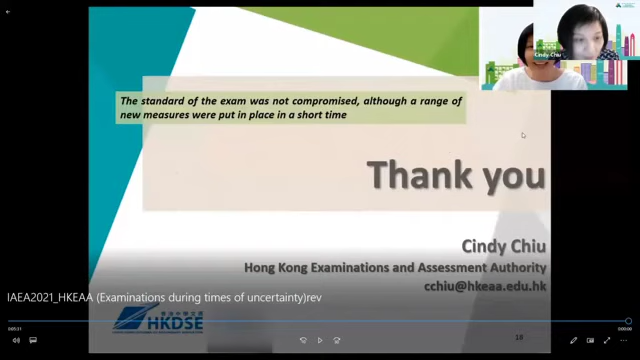 Cindy Chiu
The standard of the exam was not compromised, although a range of
new measures were put in place in a short time
Thank you
Cindy Chiu
Hong Kong Examinations and Assessment Authority
cchiu@hkeaa.edu.hk
IAEA2021_HKEAA (Examinations during times of uncertainty)rev
HKDSE
18